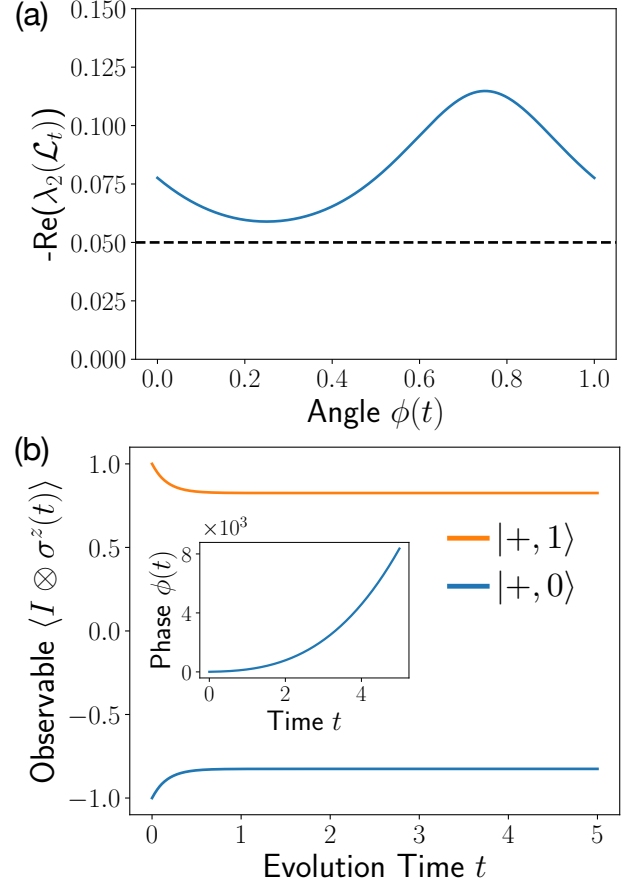 (a)
0.150
0.125
0.100
0.075
0.050
0.025
0.000
-Re(λ₂(𝓛ₜ))
0.0 0.2 0.4 0.6 0.8 1.0
Angle ϕ(t)
(b)
1.0
0.5
0.0
−0.5
−1.0
Observable ⟨I ⊗ σᶻ(t)⟩
|+, 1⟩
|+, 0⟩
×10³
8
4
0
Phase ϕ(t)
0 2 4
Time t
0 1 2 3 4 5
Evolution Time t